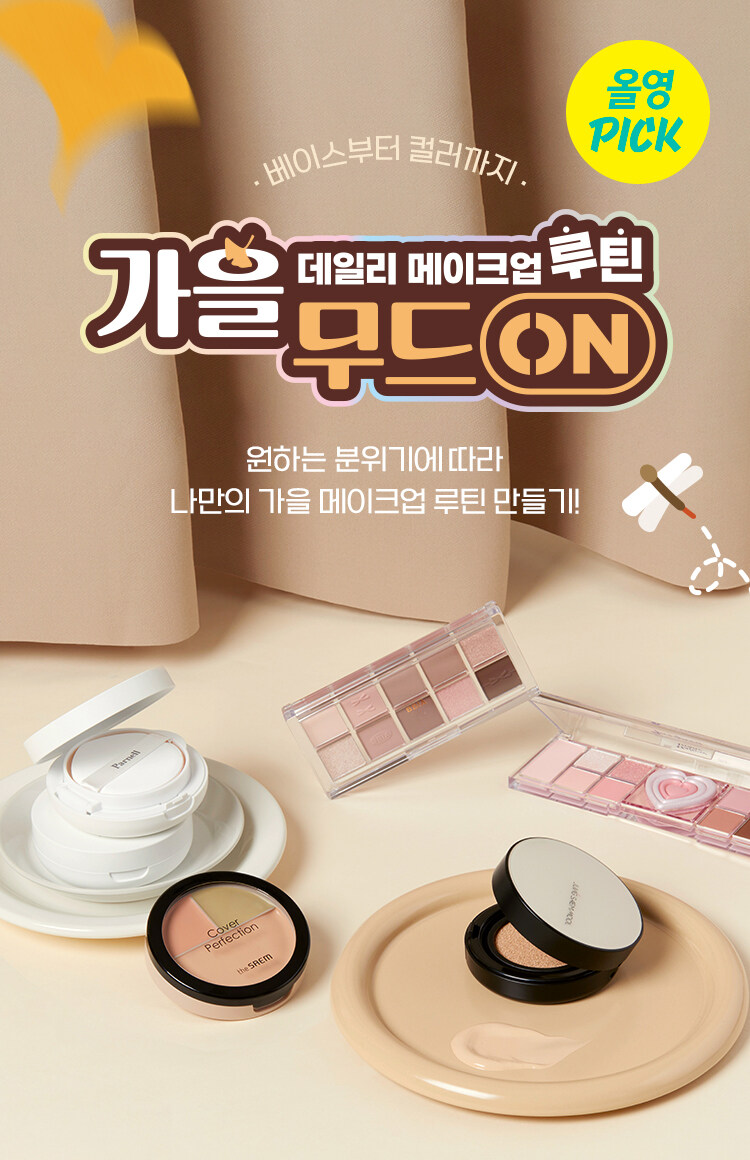 올영
PICK
· 베이스부터 컬러까지 ·
가을 데일리 메이크업 루틴
무드 ON
원하는 분위기에 따라
나만의 가을 메이크업 루틴 만들기!
Parnell
Cover
Perfection
the SAEM